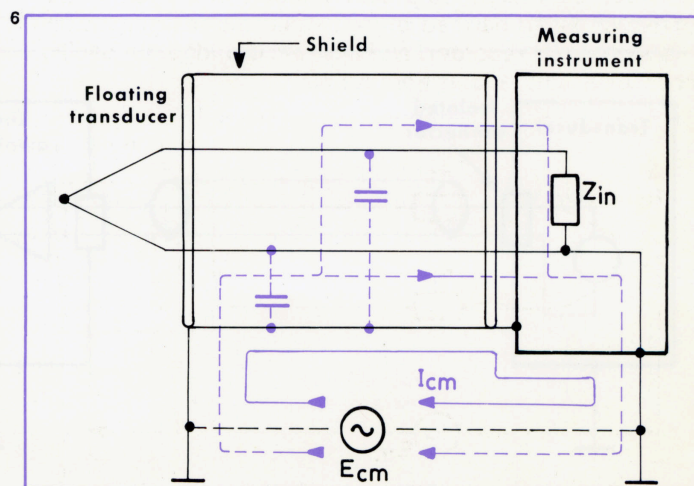 6
Shield
Measuring
instrument
Floating
transducer
Zin
Icm
Ecm